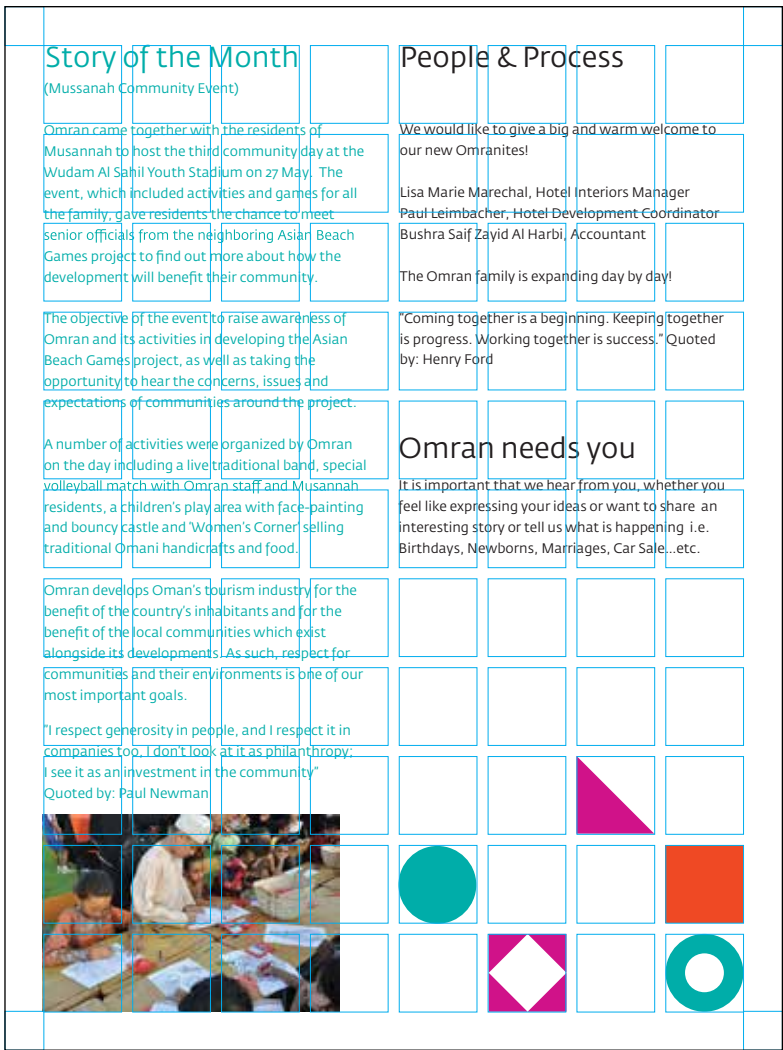 Story of the Month
(Mussanah Community Event)
Omran came together with the residents of
Musannah to host the third community day at the
Wudam Al Sahil Youth Stadium on 27 May. The
event, which included activities and games for all
the family, gave residents the chance to meet
senior officials from the neighboring Asian Beach
Games project to find out more about how the
development will benefit their community.
The objective of the event to raise awareness of
Omran and its activities in developing the Asian
Beach Games project, as well as taking the
opportunity to hear the concerns, issues and
expectations of communities around the project.
A number of activities were organized by Omran
on the day including a live traditional band, special
volleyball match with Omran staff and Musannah
residents, a children's play area with face-painting
and bouncy castle and 'Women's Corner' selling
traditional Omani handicrafts and food.
Omran develops Oman's tourism industry for the
benefit of the country's inhabitants and for the
benefit of the local communities which exist
alongside its developments. As such, respect for
communities and their environments is one of our
most important goals.
"I respect generosity in people, and I respect it in
companies too, I don't look at it as philanthropy;
I see it as an investment in the community"
Quoted by: Paul Newman
People & Process
We would like to give a big and warm welcome to
our new Omranites!
Lisa Marie Marechal, Hotel Interiors Manager
Paul Leimbacher, Hotel Development Coordinator
Bushra Saif Zayid Al Harbi, Accountant
The Omran family is expanding day by day!
"Coming together is a beginning. Keeping together
is progress. Working together is success." Quoted
by: Henry Ford
Omran needs you
It is important that we hear from you, whether you
feel like expressing your ideas or want to share an
interesting story or tell us what is happening i.e.
Birthdays, Newborns, Marriages, Car Sale...etc.